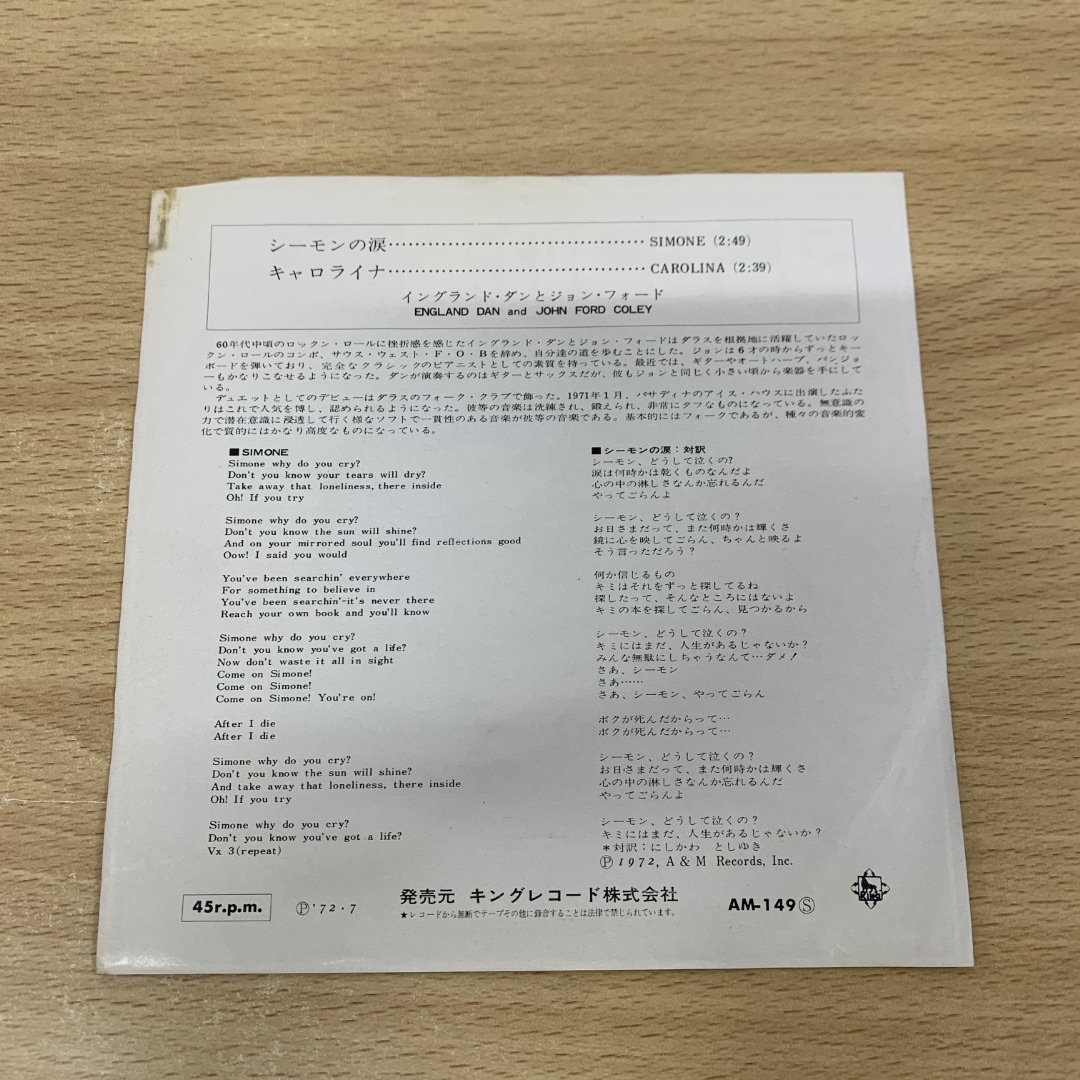 シーモンの涙 SIMONE (2:49)
キャロライナ CAROLINA (2:39)
イングランド・ダンとジョン・フォード
ENGLAND DAN and JOHN FORD COLEY
60年代中頃のロックン・ロールに挫折感を感じたイングランド・ダンとジョン・フォードはダラスを根拠地に活躍していたロッ
クン・ロールのコンボ、サウス・ウェスト・F・O・Bを辞め、自分達の道を歩むことにした。ジョンは6才の時からずっとキー
ボードを弾いており、完全なクラシックのピアニストとしての素質を持っている。最近では、ギターやオートハープ、バンジョ
ーもかなりこなせるようになった。ダンが演奏するのはギターとサックスだが、彼もジョンと同じく小さい頃から楽器を手にして
いる。
デュエットとしてのデビューはダラスのフォーク・クラブで飾った。1971年1月、パサディナのアイス・ハウスに出演したふた
りはこれで人気を博し、認められるようになった。彼等の音楽は洗練され、鍛えられ、非常にタフなものになっている。無意識の
力で潜在意識に浸透して行く様なソフトで一貫性のある音楽が彼等の音楽である。基本的にはフォークであるが、種々の音楽的変
化で質的にはかなり高度なものになっている。
■SIMONE
Simone why do you cry?
Don't you know your tears will dry?
Take away that loneliness, there inside
Oh! If you try
Simone why do you cry?
Don't you know the sun will shine?
And on your mirrored soul you'll find reflections good
Oow! I said you would
You've been searchin' everywhere
For something to believe in
You've been searchin'-it's never there
Reach your own book and you'll know
Simone why do you cry?
Don't you know you've got a life?
Now don't waste it all in sight
Come on Simone!
Come on Simone!
Come on Simone! You're on!
After I die
After I die
Simone why do you cry?
Don't you know the sun will shine?
And take away that loneliness, there inside
Oh! If you try
Simone why do you cry?
Don't you know you've got a life?
Vx 3(repeat)
■シーモンの涙：対訳
シーモン、どうして泣くの?
涙は何時かは乾くものなんだよ
心の中の淋しさなんか忘れるんだ
やってごらんよ
シーモン、どうして泣くの？
お日さまだって、また何時かは輝くさ
鏡に心を映してごらん、ちゃんと映るよ
そう言っただろう？
何か信じるもの
キミはそれをずっと探してるね
探したって、そんなところにはないよ
キミの本を探してごらん、見つかるから
シーモン、どうして泣くの？
キミにはまだ、人生があるじゃないか？
みんな無駄にしちゃうなんて…ダメ！
さあ、シーモン
さあ……
さあ、シーモン、やってごらん
ボクが死んだからって…
ボクが死んだからって…
シーモン、どうして泣くの？
お日さまだって、また何時かは輝くさ
心の中の淋しさなんか忘れるんだ
やってごらんよ
シーモン、どうして泣くの？
キミにはまだ、人生があるじゃないか？
＊対訳：にしかわ としゆき
Ⓟ 1972, A & M Records, Inc.
45r.p.m.
Ⓟ'72・7
発売元 キングレコード株式会社
★レコードから無断でテープその他に録音することは法律で禁じられています。
AM-149Ⓢ
King